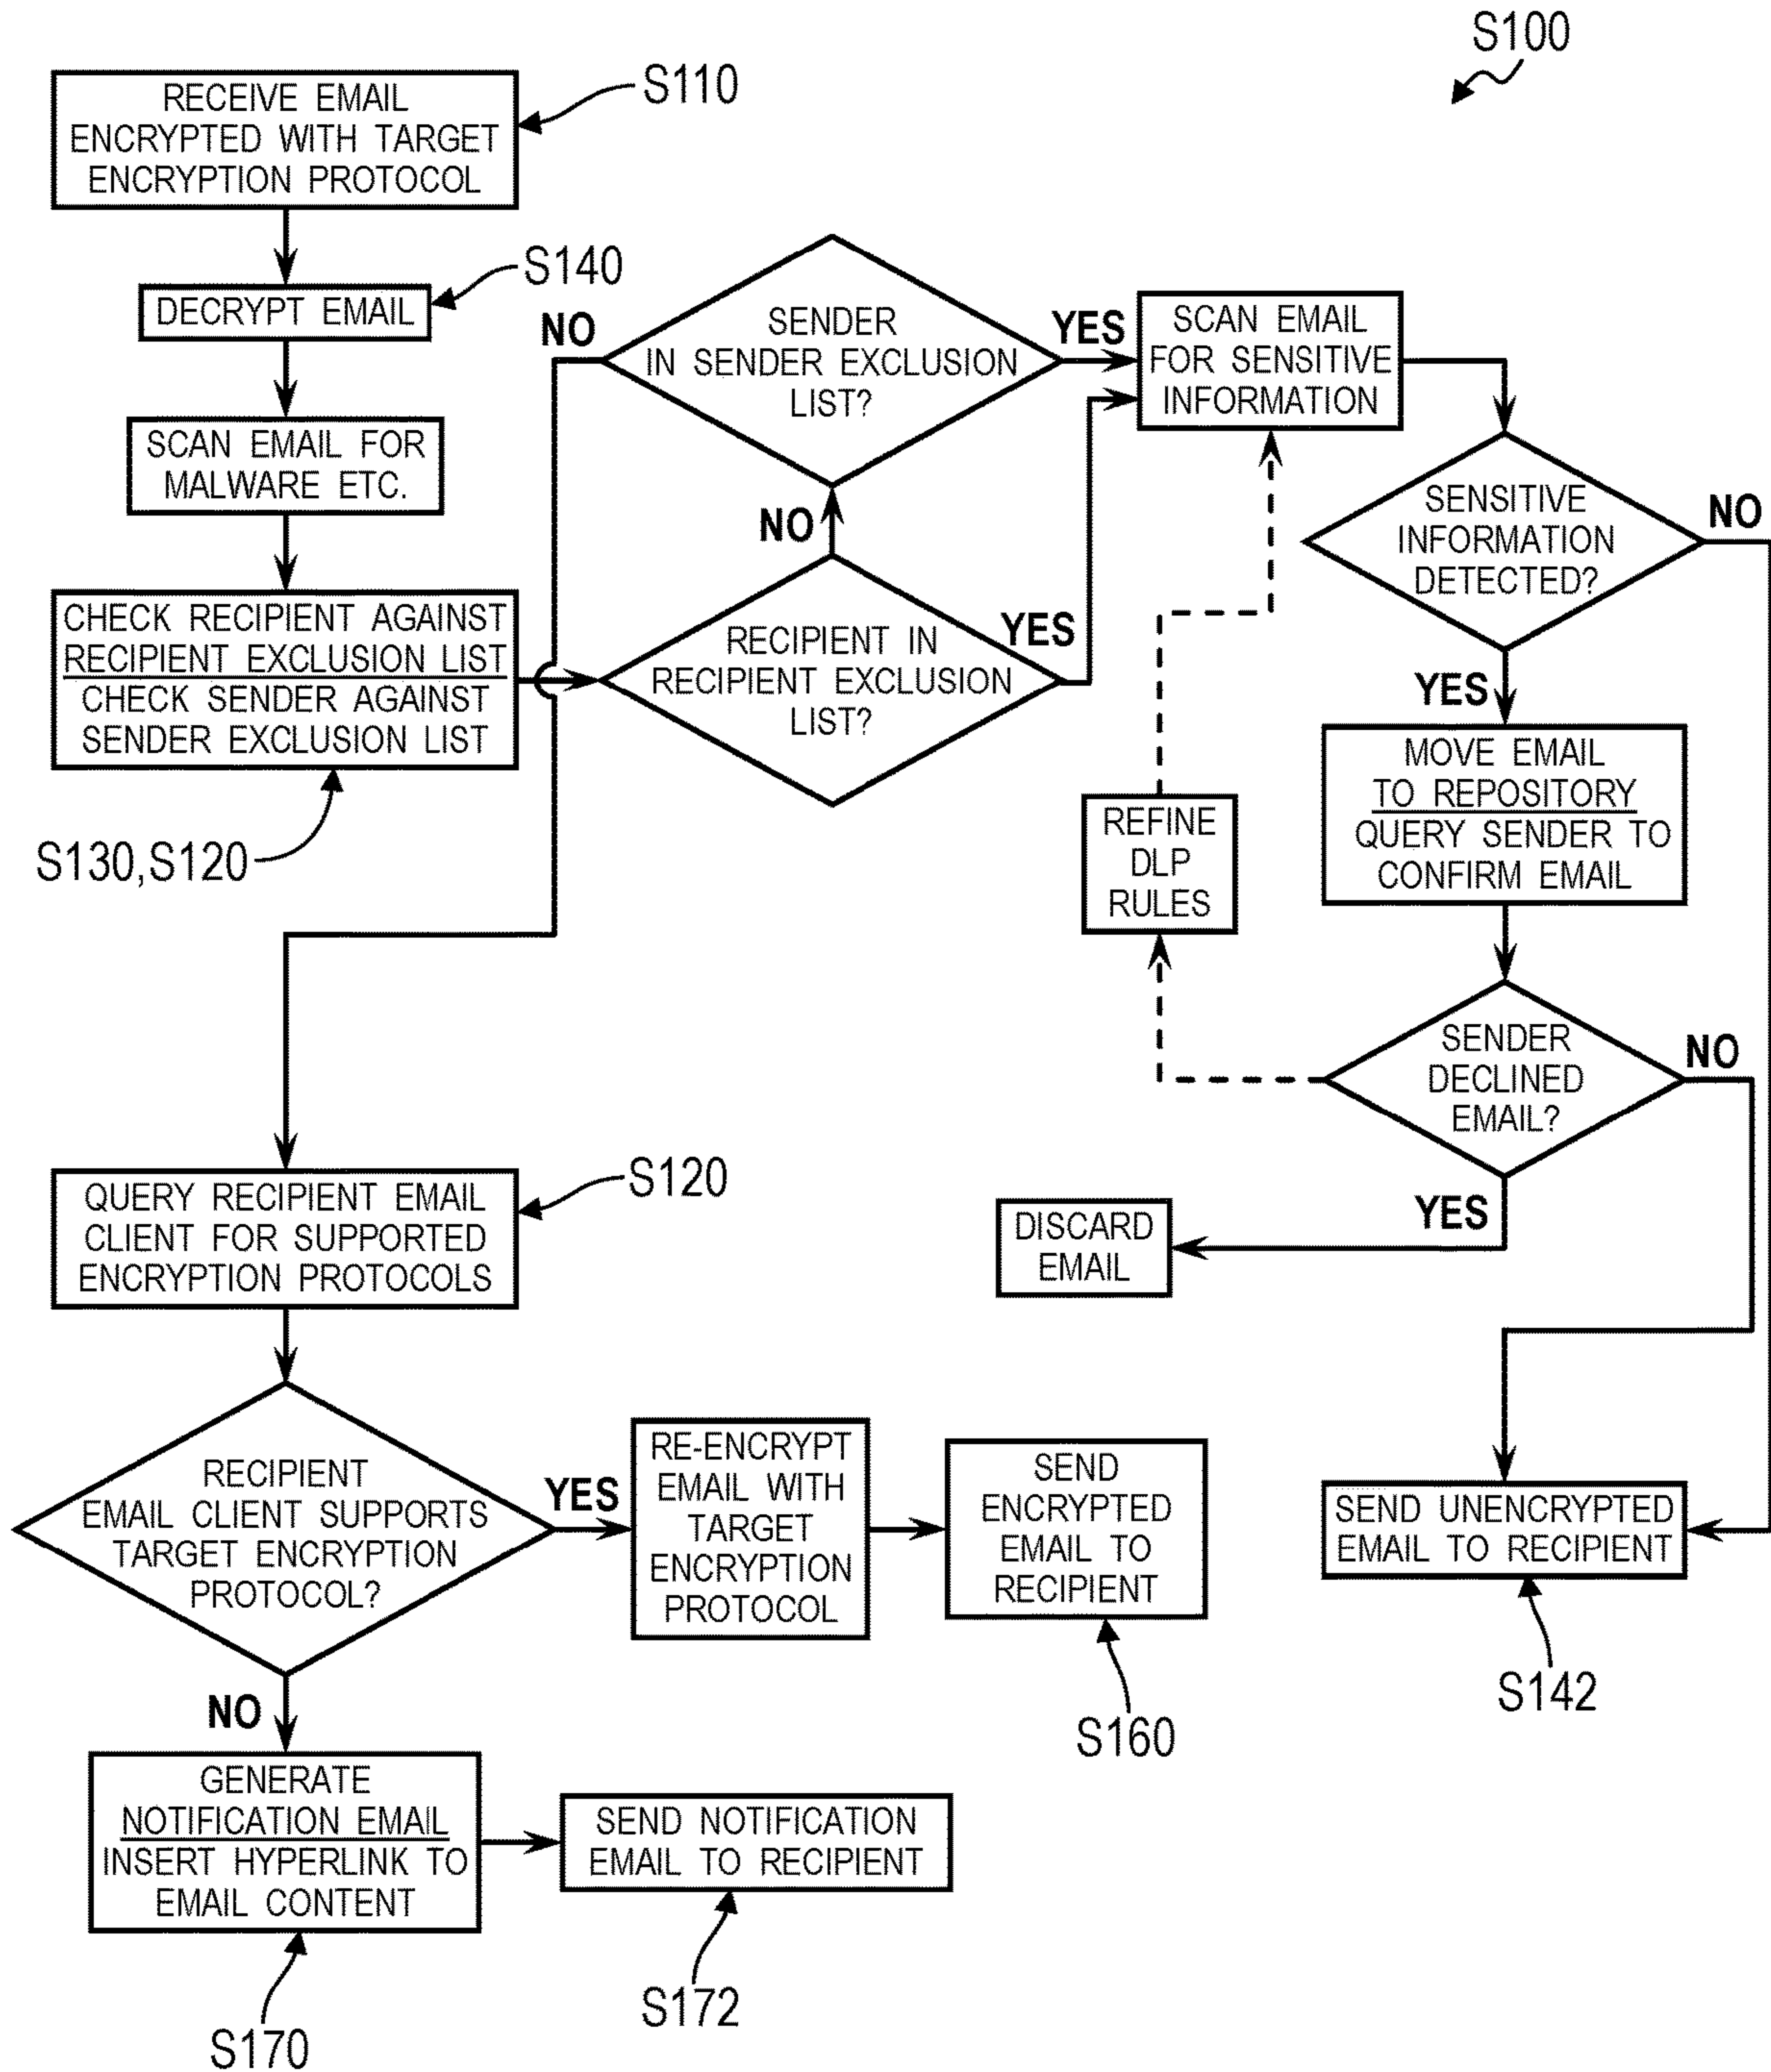 S100
RECEIVE EMAIL
ENCRYPTED WITH TARGET
ENCRYPTION PROTOCOL
S110
DECRYPT EMAIL
S140
SCAN EMAIL FOR
MALWARE ETC.
CHECK RECIPIENT AGAINST
RECIPIENT EXCLUSION LIST
CHECK SENDER AGAINST
SENDER EXCLUSION LIST
S130,S120
RECIPIENT IN
RECIPIENT EXCLUSION
LIST?
NO
YES
SENDER
IN SENDER EXCLUSION
LIST?
NO
YES
SCAN EMAIL
FOR SENSITIVE
INFORMATION
SENSITIVE
INFORMATION
DETECTED?
NO
YES
MOVE EMAIL
TO REPOSITORY
QUERY SENDER TO
CONFIRM EMAIL
REFINE
DLP
RULES
SENDER
DECLINED
EMAIL?
NO
YES
DISCARD
EMAIL
SEND UNENCRYPTED
EMAIL TO RECIPIENT
S142
QUERY RECIPIENT EMAIL
CLIENT FOR SUPPORTED
ENCRYPTION PROTOCOLS
S120
RECIPIENT
EMAIL CLIENT SUPPORTS
TARGET ENCRYPTION
PROTOCOL?
YES
RE-ENCRYPT
EMAIL WITH
TARGET
ENCRYPTION
PROTOCOL
SEND
ENCRYPTED
EMAIL TO
RECIPIENT
S160
NO
GENERATE
NOTIFICATION EMAIL
INSERT HYPERLINK TO
EMAIL CONTENT
S170
SEND NOTIFICATION
EMAIL TO RECIPIENT
S172